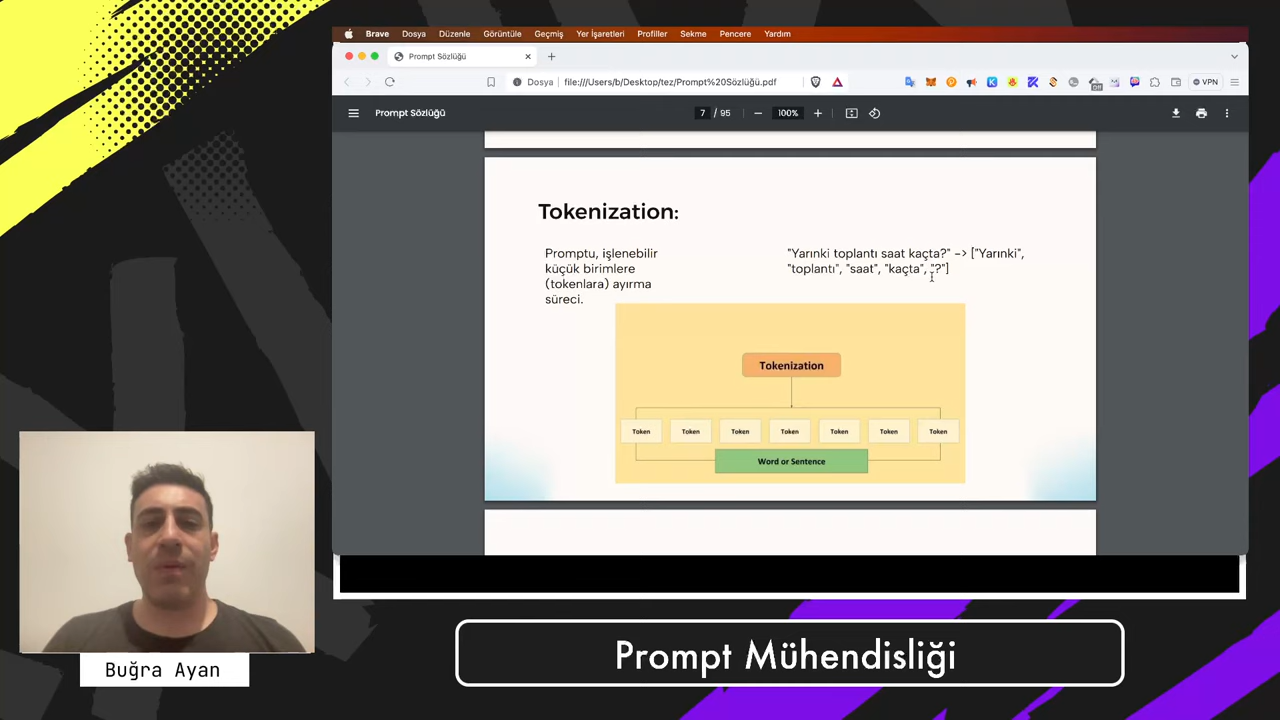 Brave Dosya Düzenle Görüntüle Geçmiş Yer İşaretleri Profiller Sekme Pencere Yardım
Prompt Sözlüğü
Dosya file:///Users/b/Desktop/tez/Prompt%20Sözlüğü.pdf
VPN
Prompt Sözlüğü 7 / 95 100%
Tokenization:
Promptu, işlenebilir
küçük birimlere
(tokenlara) ayırma
süreci.
"Yarınki toplantı saat kaçta?" -> ["Yarınki",
"toplantı", "saat", "kaçta", "?"]
Tokenization
Token Token Token Token Token Token Token
Word or Sentence
Buğra Ayan
Prompt Mühendisliği